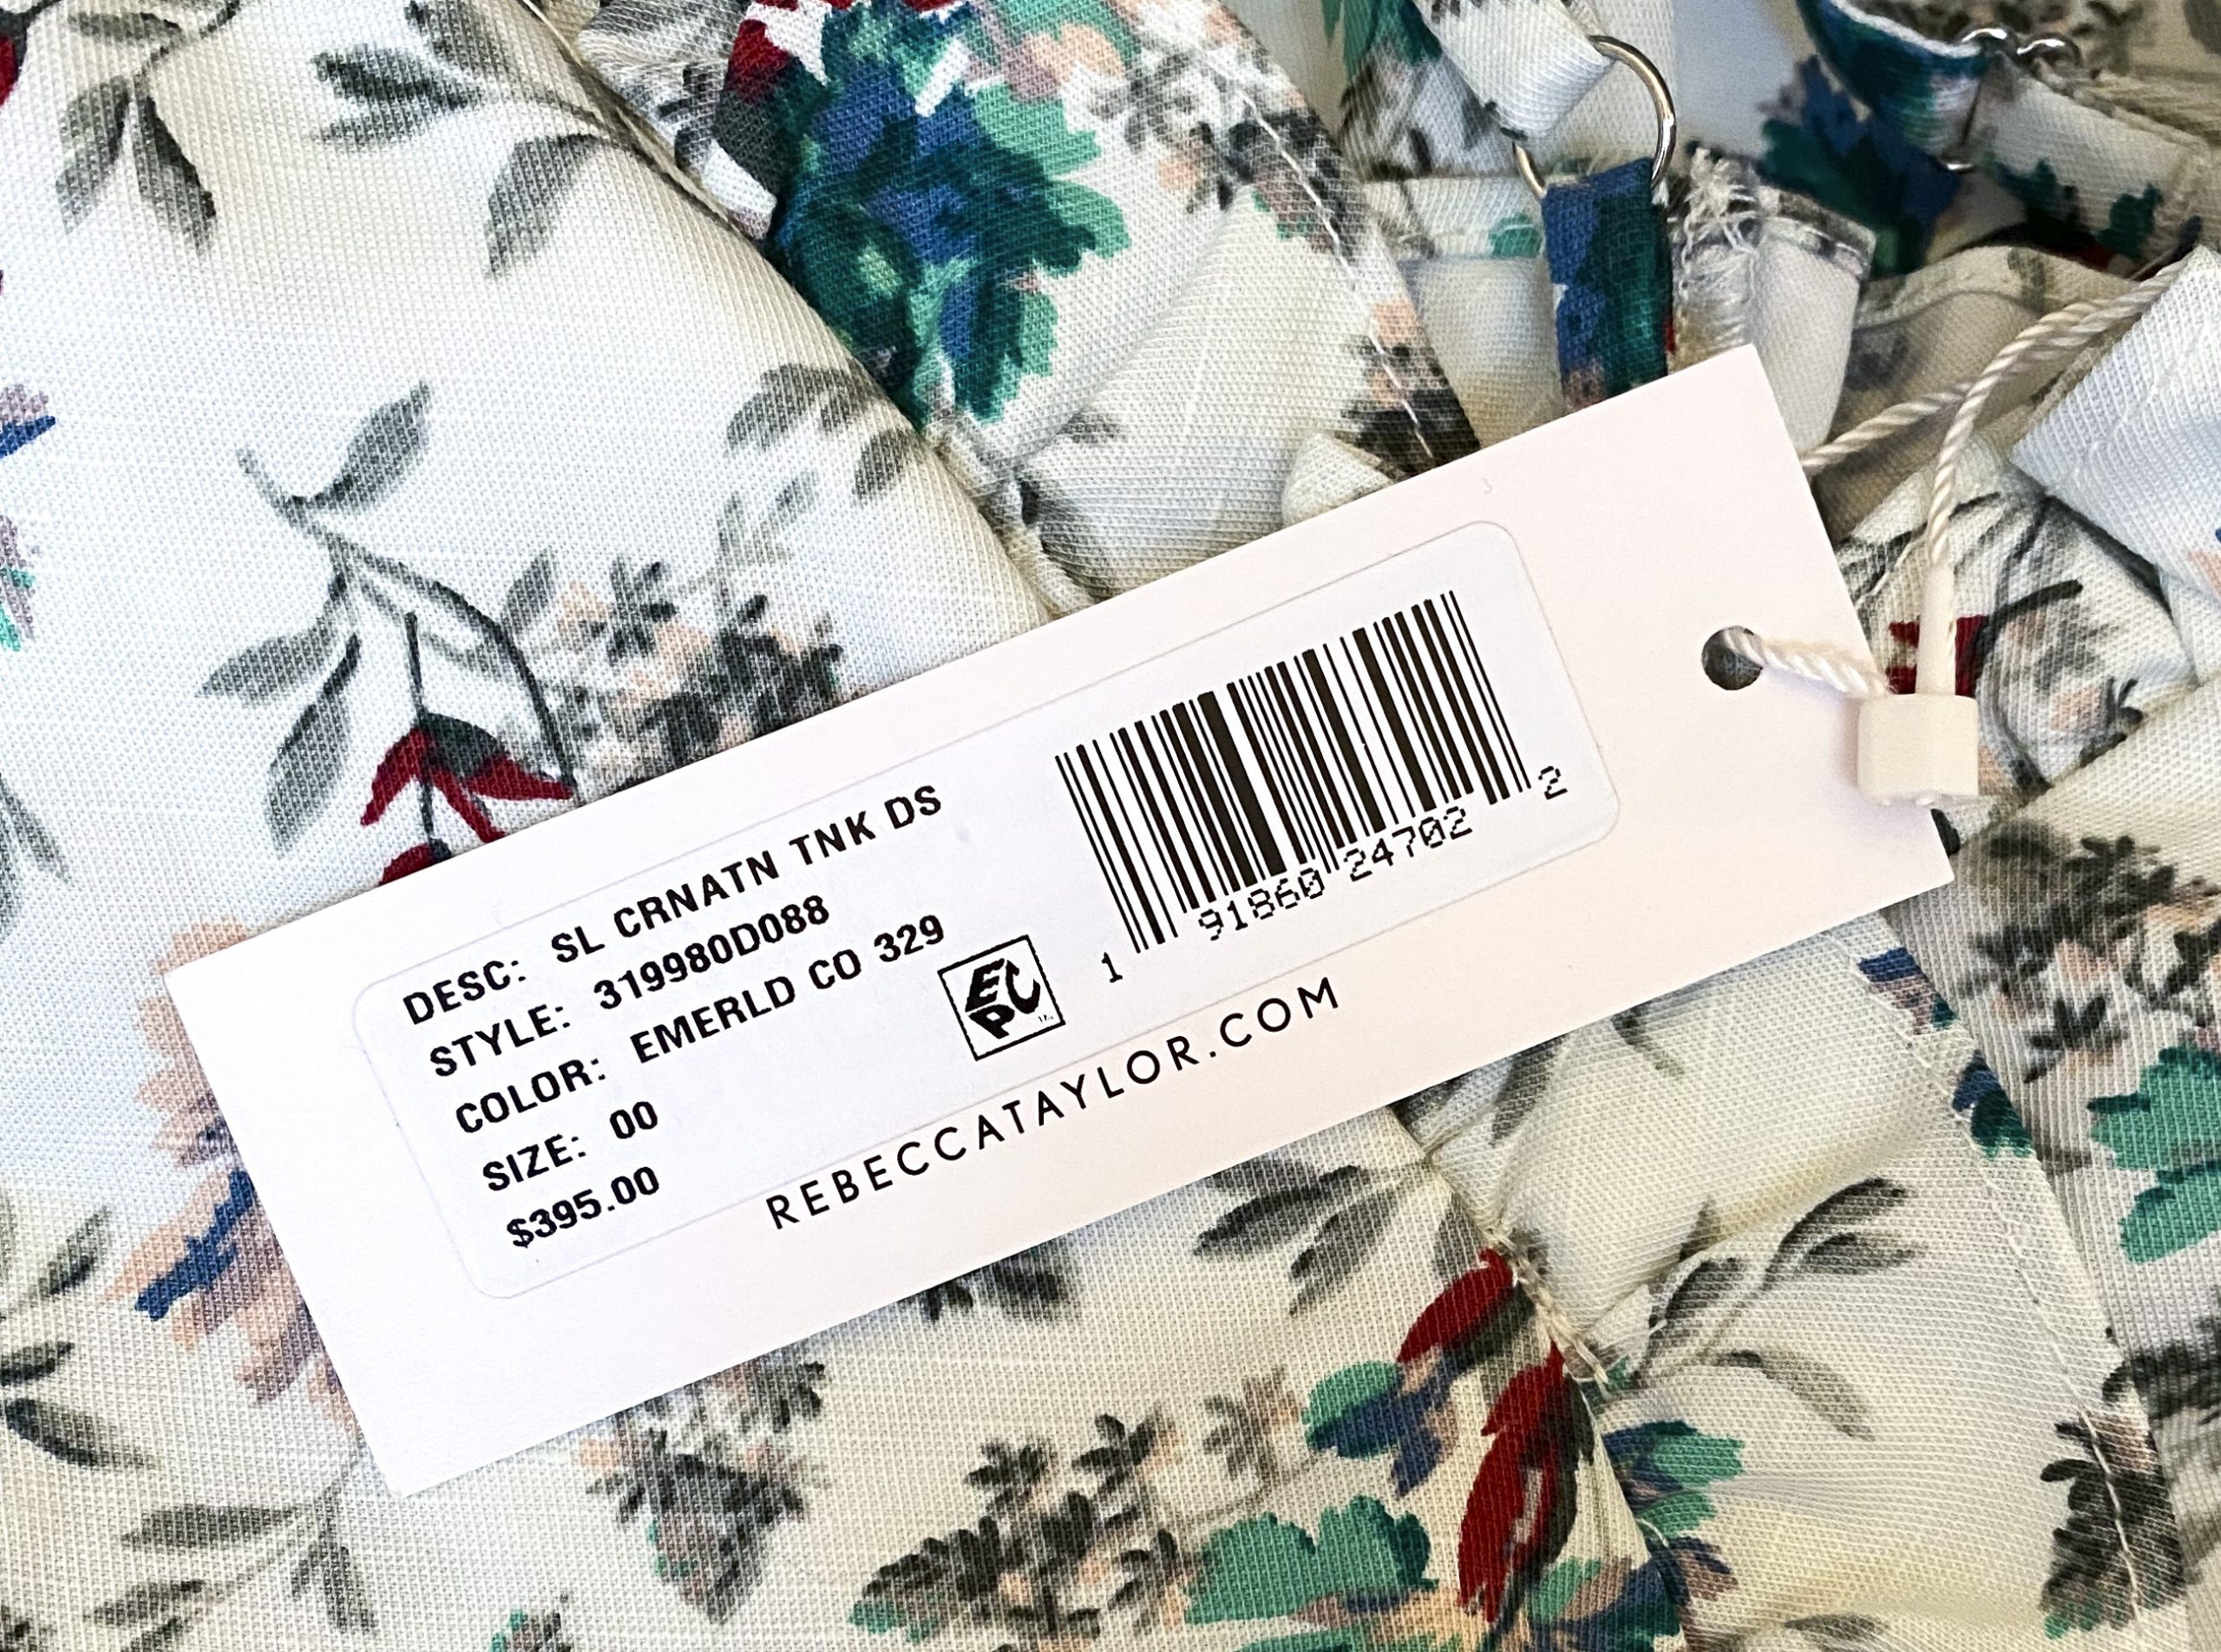 DESC: SL CRNATN TNK DS
STYLE: 319980D088
COLOR: EMERLD CO 329
SIZE: 00
$395.00
1 91860 24702 2
EPC
REBECCATAYLOR.COM